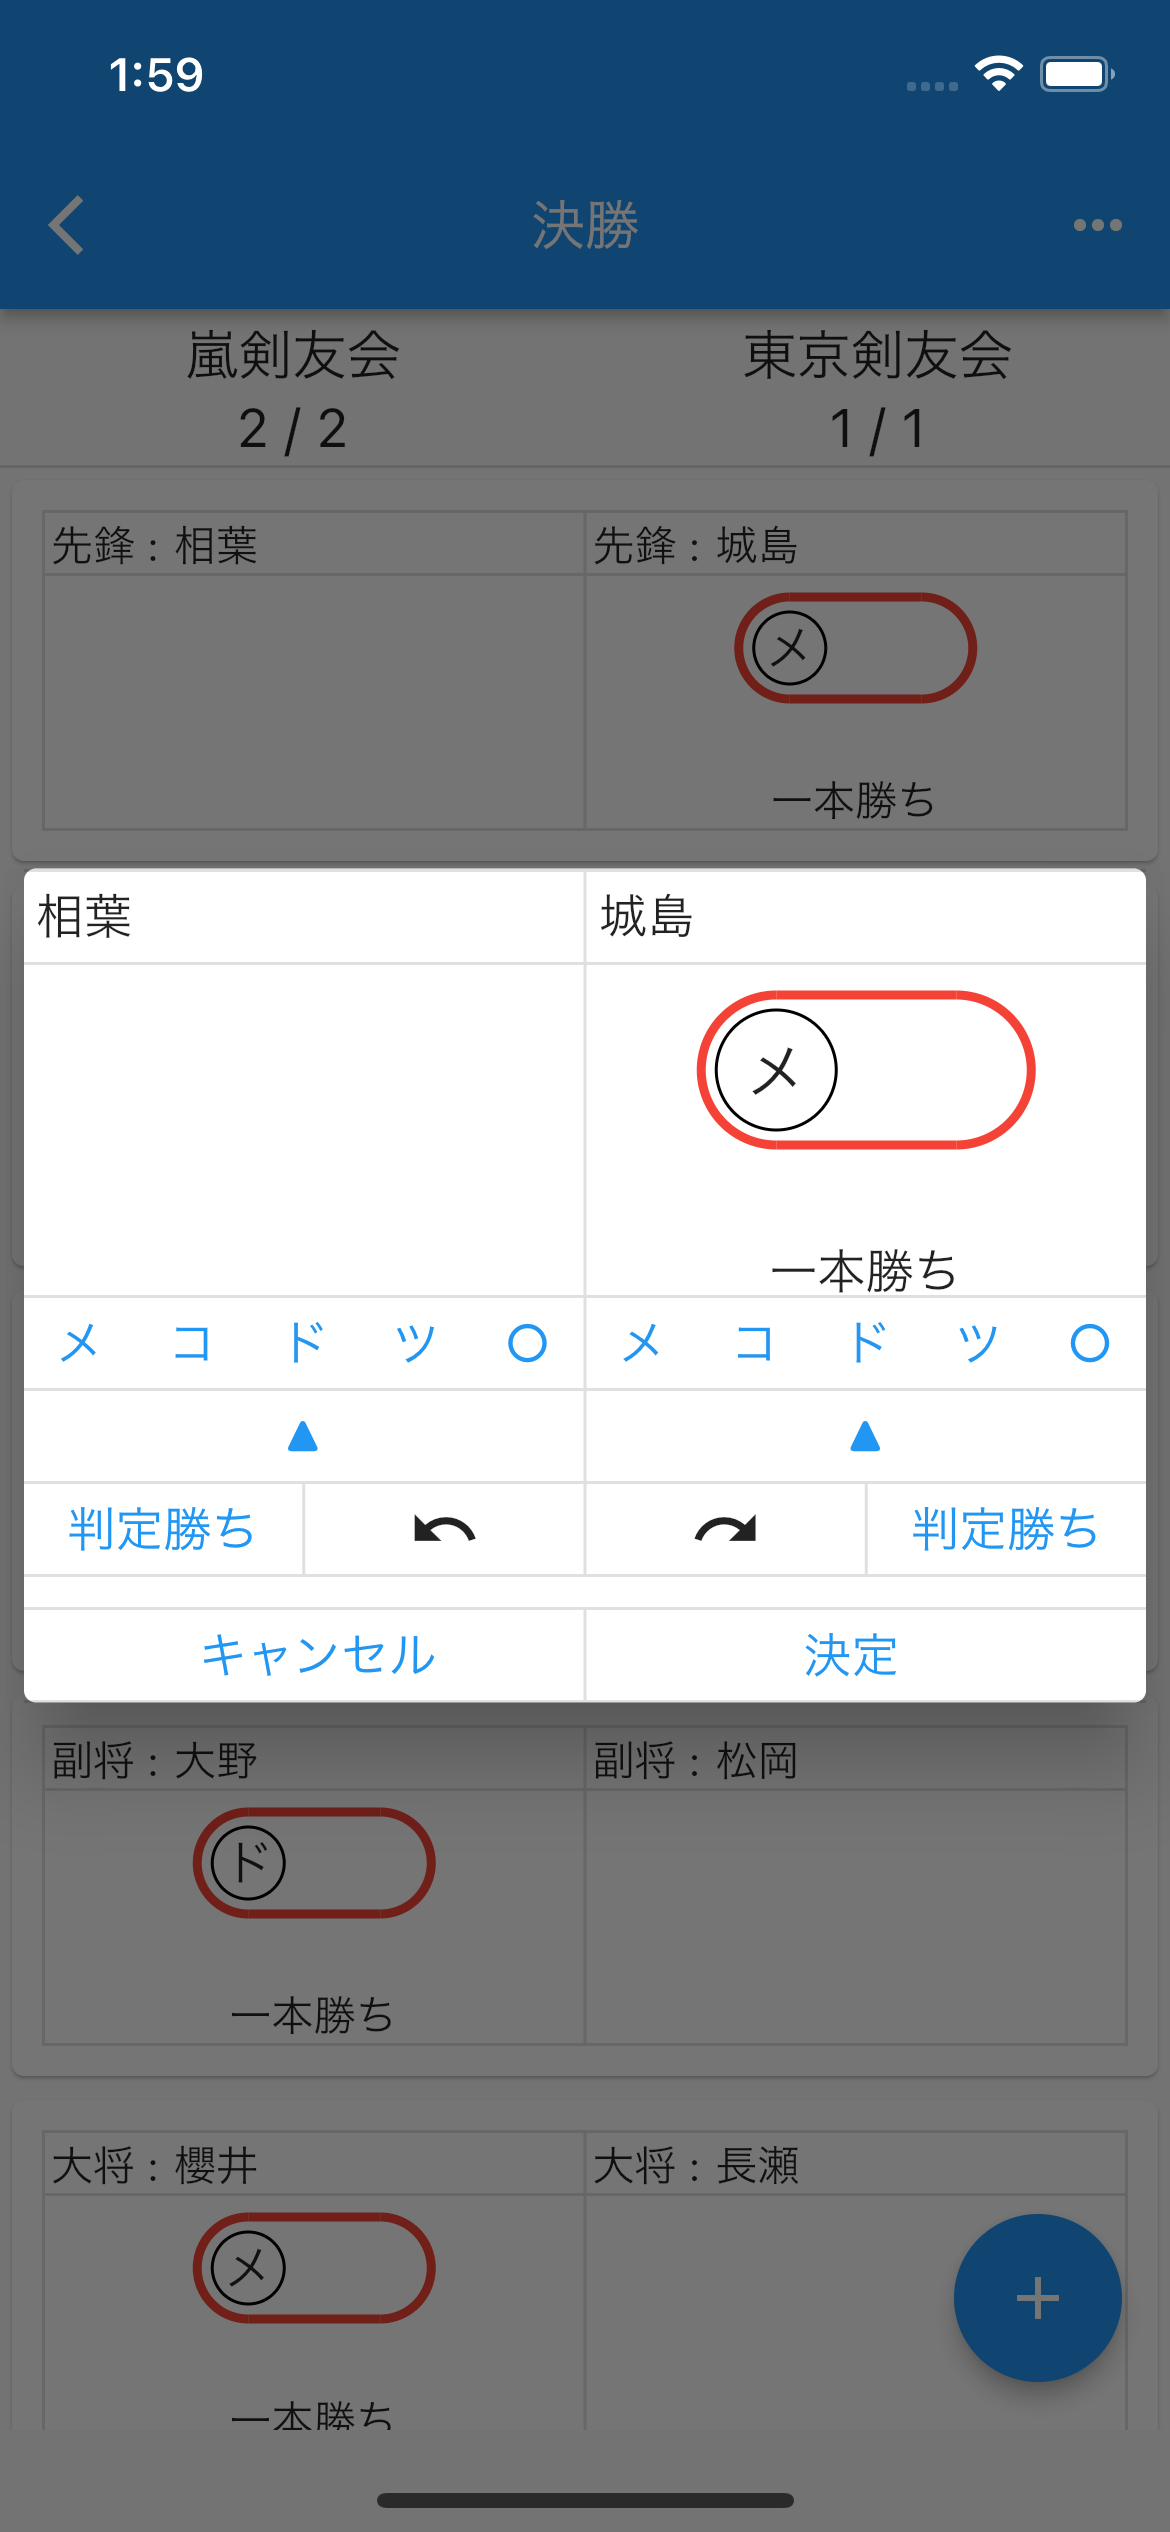 1:59
決勝
嵐剣友会 東京剣友会
2 / 2 1 / 1
先鋒：相葉 先鋒：城島
メ
一本勝ち
相葉 城島
メ
一本勝ち
メ コ ド ツ ○ メ コ ド ツ ○
▲ ▲
判定勝ち 判定勝ち
キャンセル 決定
副将：大野 副将：松岡
ド
一本勝ち
大将：櫻井 大将：長瀬
メ
一本勝ち